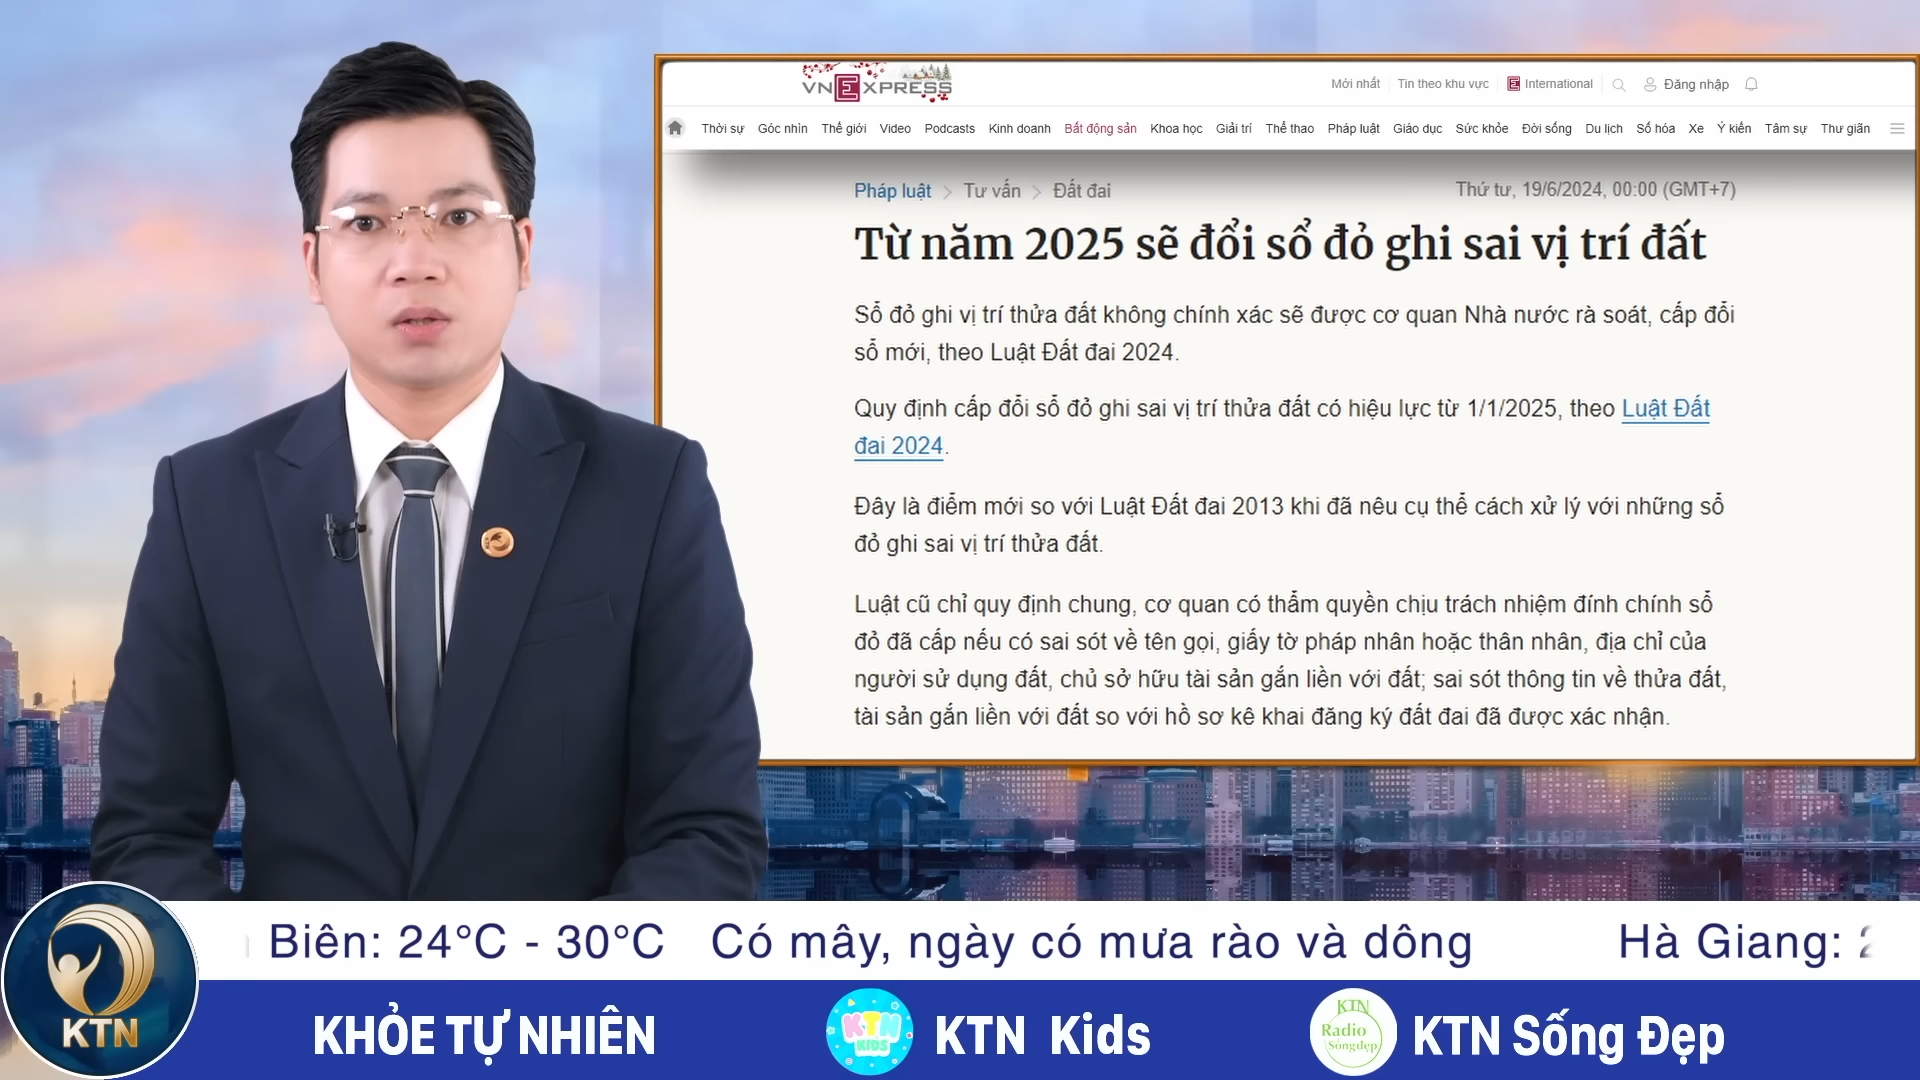 VNEXPRESS
Mới nhất
Tin theo khu vực
E International
Đăng nhập
Thời sự Góc nhìn Thế giới Video Podcasts Kinh doanh Bất động sản Khoa học Giải trí Thể thao Pháp luật Giáo dục Sức khỏe Đời sống Du lịch Số hóa Xe Ý kiến Tâm sự Thư giãn
Pháp luật > Tư vấn > Đất đai
Thứ tư, 19/6/2024, 00:00 (GMT+7)
Từ năm 2025 sẽ đổi sổ đỏ ghi sai vị trí đất
Sổ đỏ ghi vị trí thửa đất không chính xác sẽ được cơ quan Nhà nước rà soát, cấp đổi
sổ mới, theo Luật Đất đai 2024.
Quy định cấp đổi sổ đỏ ghi sai vị trí thửa đất có hiệu lực từ 1/1/2025, theo Luật Đất
đai 2024.
Đây là điểm mới so với Luật Đất đai 2013 khi đã nêu cụ thể cách xử lý với những sổ
đỏ ghi sai vị trí thửa đất.
Luật cũ chỉ quy định chung, cơ quan có thẩm quyền chịu trách nhiệm đính chính sổ
đỏ đã cấp nếu có sai sót về tên gọi, giấy tờ pháp nhân hoặc thân nhân, địa chỉ của
người sử dụng đất, chủ sở hữu tài sản gắn liền với đất; sai sót thông tin về thửa đất,
tài sản gắn liền với đất so với hồ sơ kê khai đăng ký đất đai đã được xác nhận.
Biên: 24°C - 30°C Có mây, ngày có mưa rào và dông Hà Giang:
KTN
KHỎE TỰ NHIÊN
KTN
KIDS
KTN Kids
KTN
Radio
Sốngđẹp
KTN Sống Đẹp